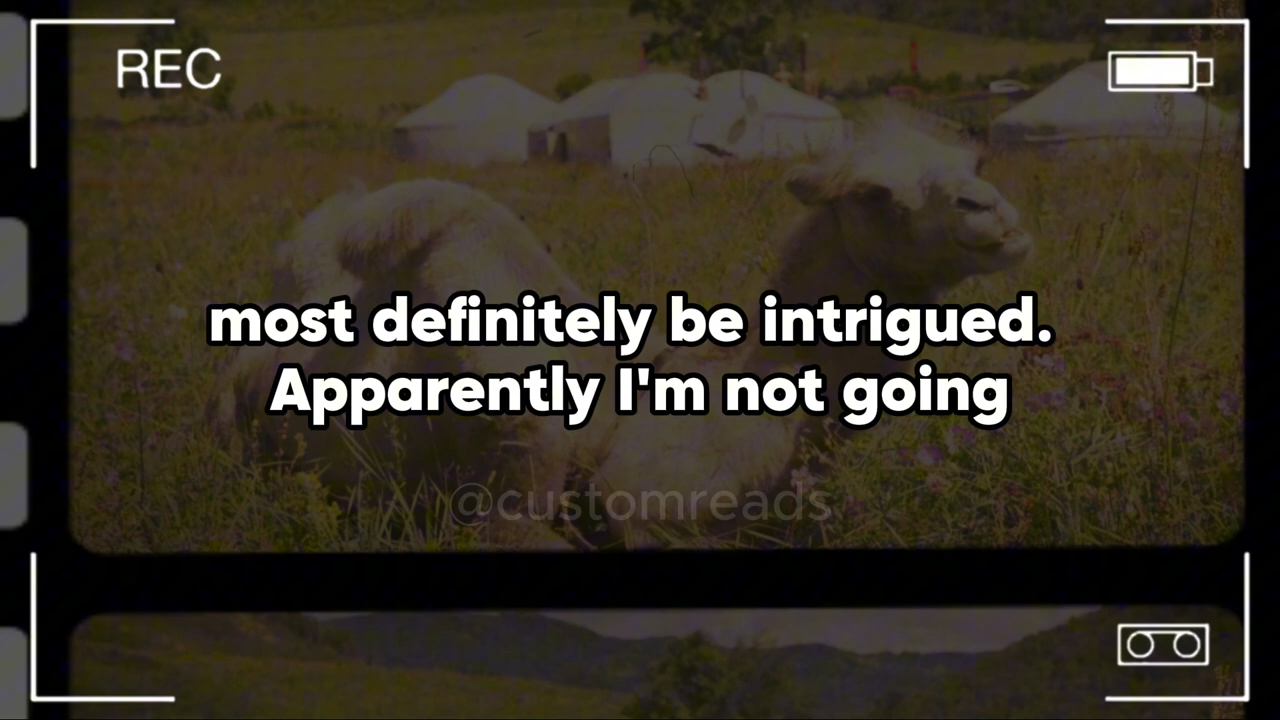 REC
most definitely be intrigued.
Apparently I'm not going
@customreads